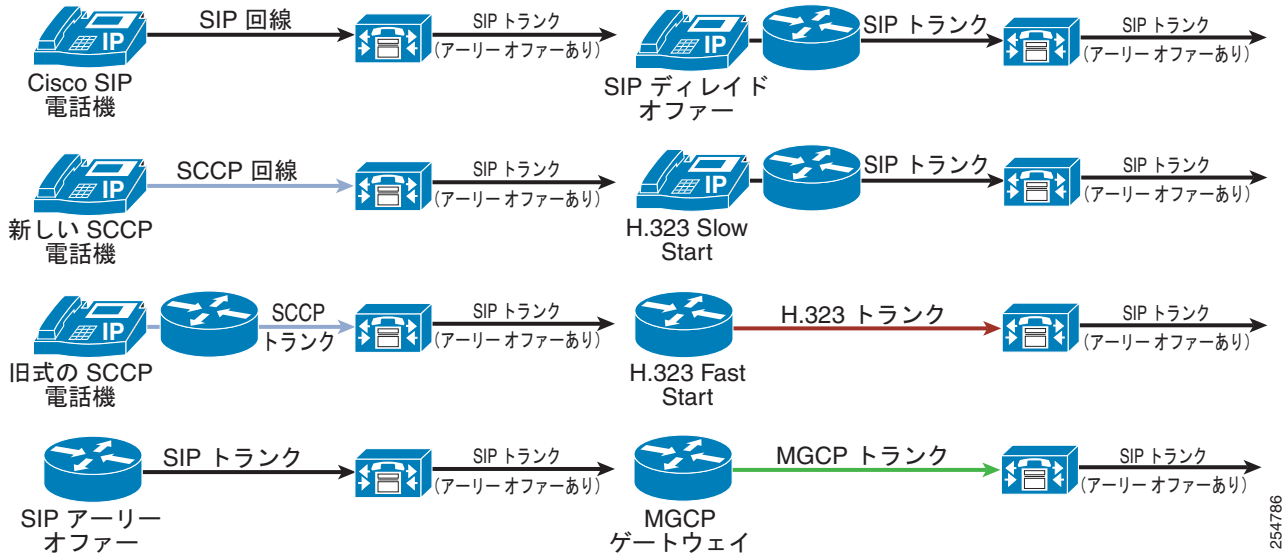 SIP 回線
SIP トランク
(アーリー オファーあり)
IP
Cisco SIP
電話機
SIP トランク
SIP トランク
(アーリー オファーあり)
IP
SIP ディレイド
オファー
SCCP 回線
SIP トランク
(アーリー オファーあり)
IP
新しい SCCP
電話機
SIP トランク
SIP トランク
(アーリー オファーあり)
IP
H.323 Slow
Start
SCCP
トランク
SIP トランク
(アーリー オファーあり)
IP
旧式の SCCP
電話機
H.323 トランク
SIP トランク
(アーリー オファーあり)
H.323 Fast
Start
SIP トランク
SIP トランク
(アーリー オファーあり)
SIP アーリー
オファー
MGCP トランク
SIP トランク
(アーリー オファーあり)
MGCP
ゲートウェイ
254786